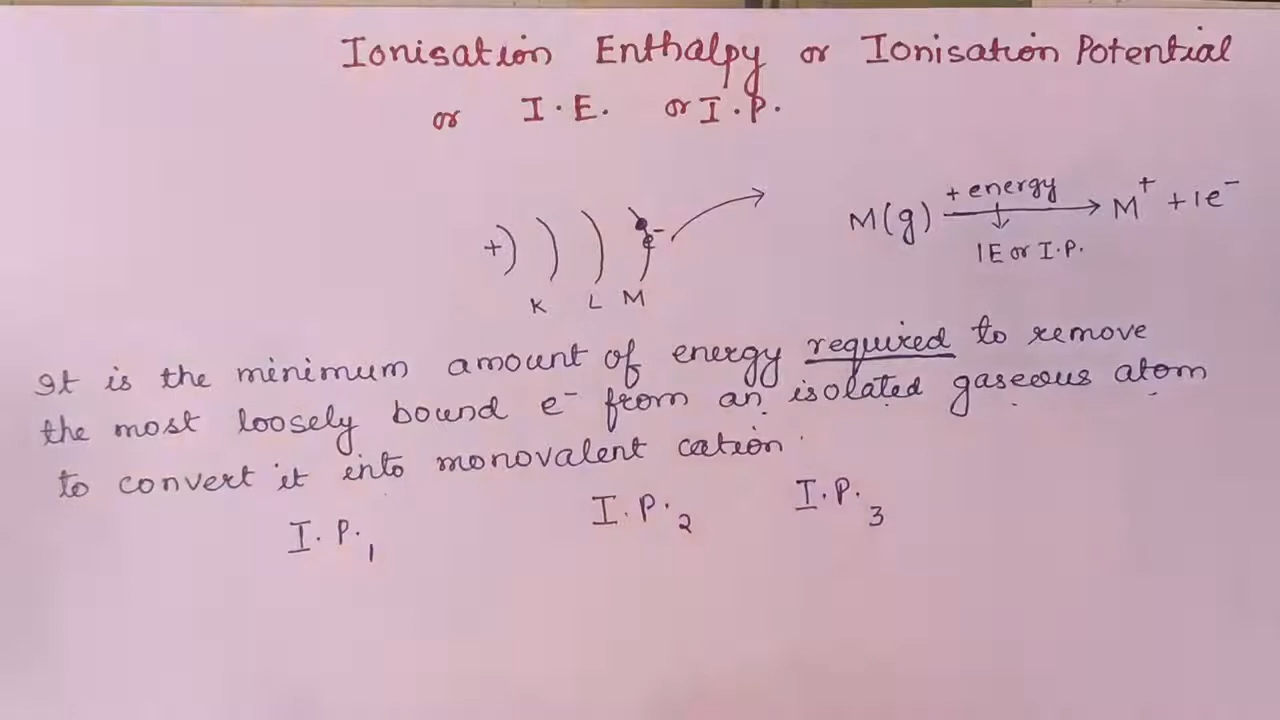 Ionisation Enthalpy or Ionisation Potential
or I.E. or I.P.
M(g) + energy → M⁺ + 1e⁻
IE or I.P.
+) e⁻
K L M
It is the minimum amount of energy required to remove
the most loosely bound e⁻ from an isolated gaseous atom
to convert it into monovalent cation.
I.P.₁ I.P.₂ I.P.₃